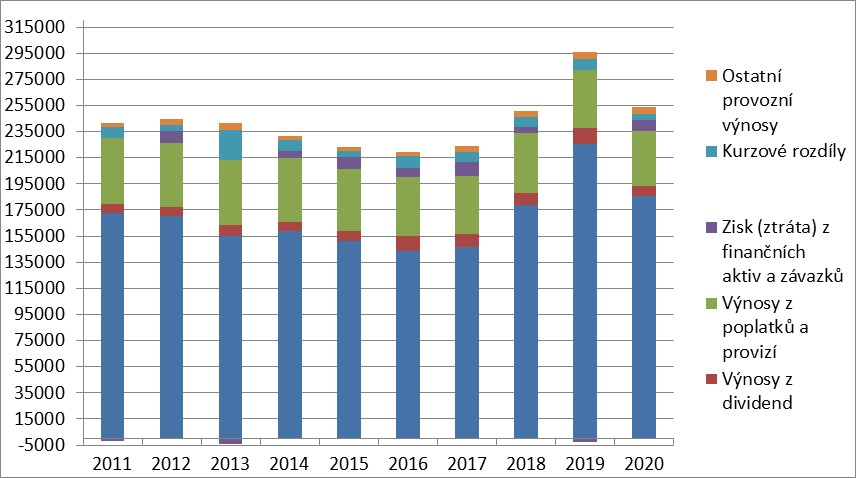 315000
295000
275000
255000
235000
215000
195000
175000
155000
135000
115000
95000
75000
55000
35000
15000
-5000
2011 2012 2013 2014 2015 2016 2017 2018 2019 2020
Ostatní
provozní
výnosy
Kurzové rozdíly
Zisk (ztráta) z
finančních
aktiv a závazků
Výnosy z
poplatků a
provizí
Výnosy z
dividend